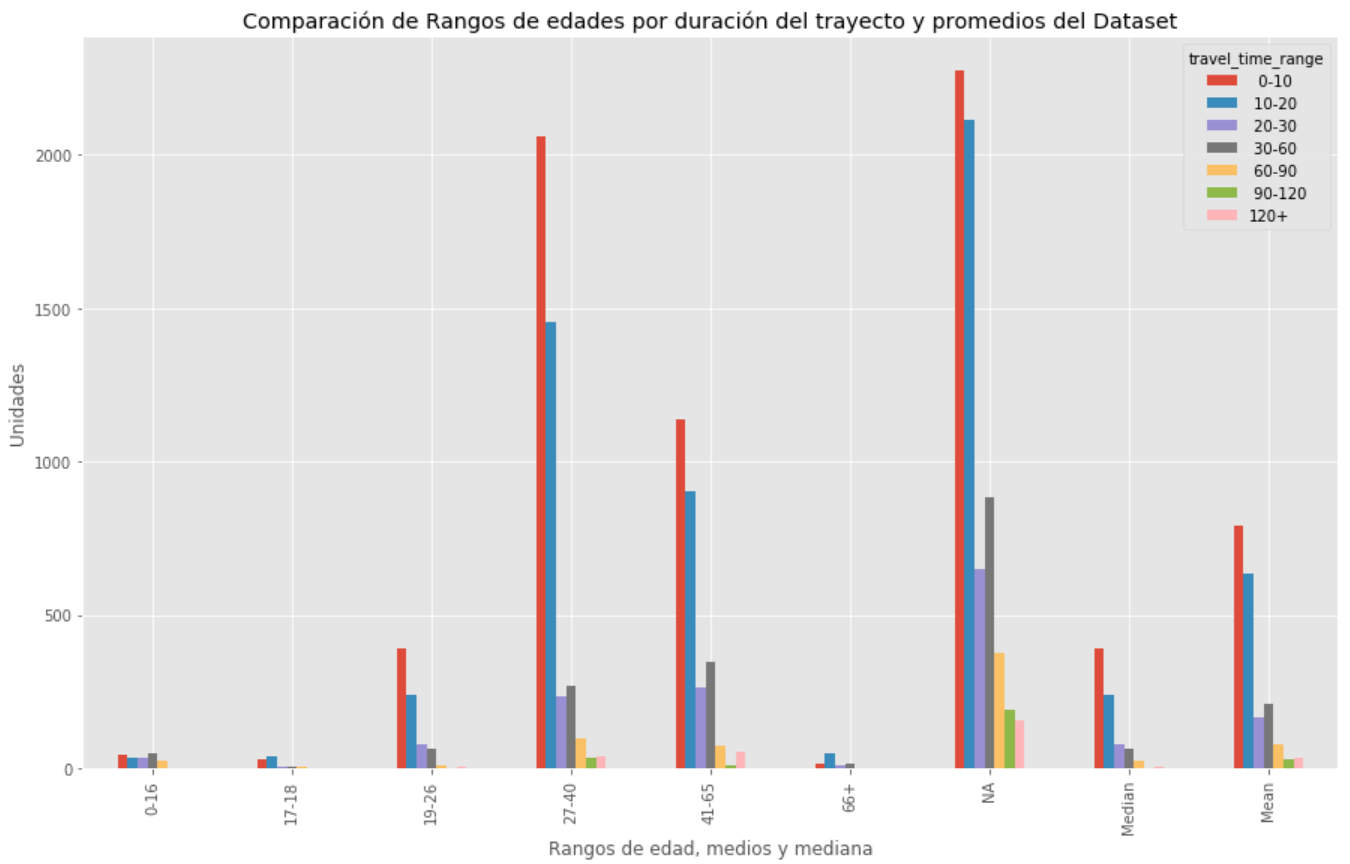 Comparación de Rangos de edades por duración del trayecto y promedios del Dataset
travel_time_range
0-10
10-20
20-30
30-60
60-90
90-120
120+
2000
1500
1000
500
0
Unidades
0-16
17-18
19-26
27-40
41-65
66+
NA
Median
Mean
Rangos de edad, medios y mediana